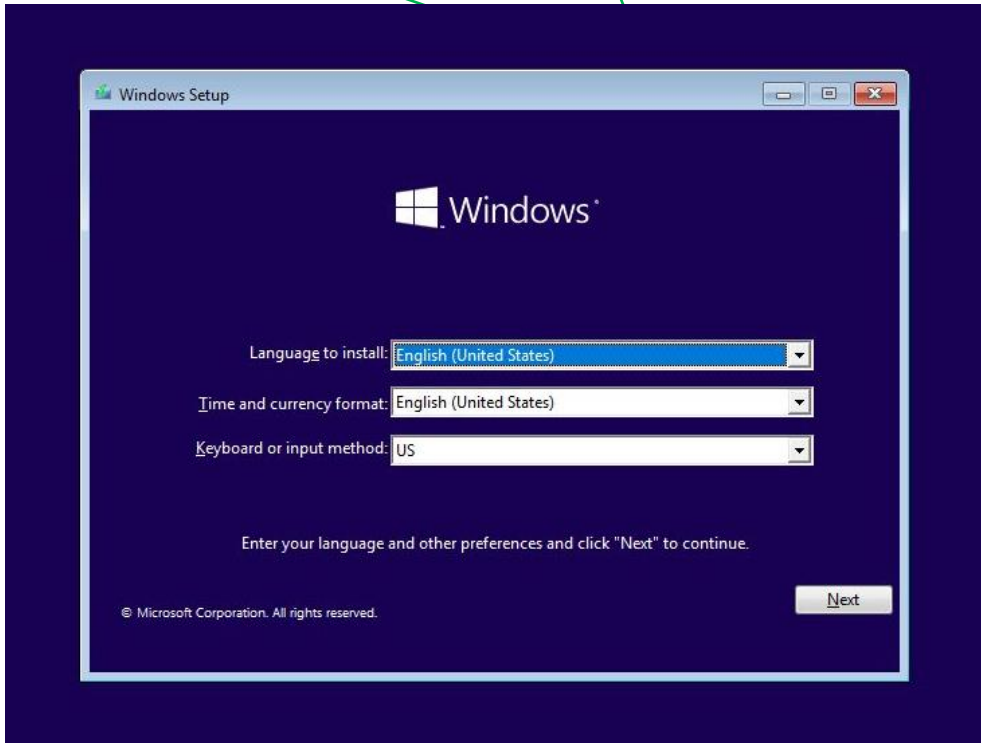 Windows Setup
Windows
Language to install: English (United States)
Time and currency format: English (United States)
Keyboard or input method: US
Enter your language and other preferences and click "Next" to continue.
© Microsoft Corporation. All rights reserved.
Next